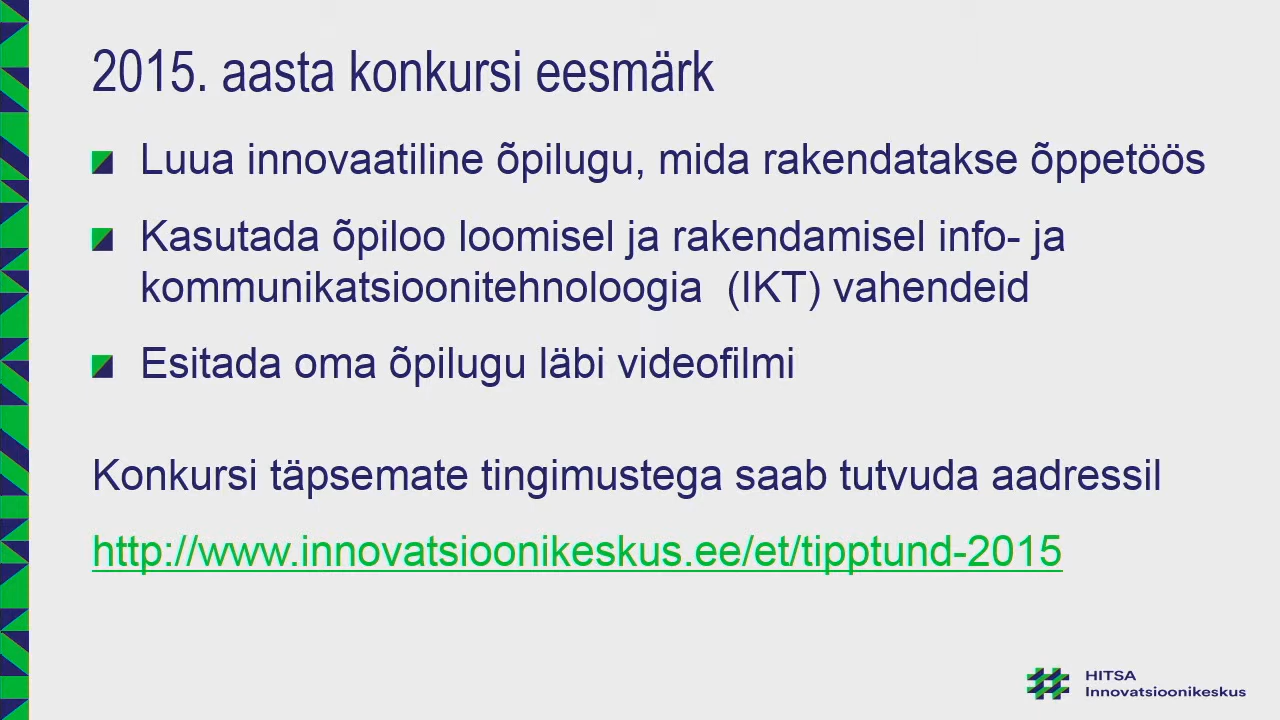 2015. aasta konkursi eesmärk
Luua innovaatiline õpilugu, mida rakendatakse õppetöös
Kasutada õpiloo loomisel ja rakendamisel info- ja
kommunikatsioonitehnoloogia  (IKT) vahendeid
Esitada oma õpilugu läbi videofilmi
Konkursi täpsemate tingimustega saab tutvuda aadressil
http://www.innovatsioonikeskus.ee/et/tipptund-2015
HITSA
Innovatsioonikeskus